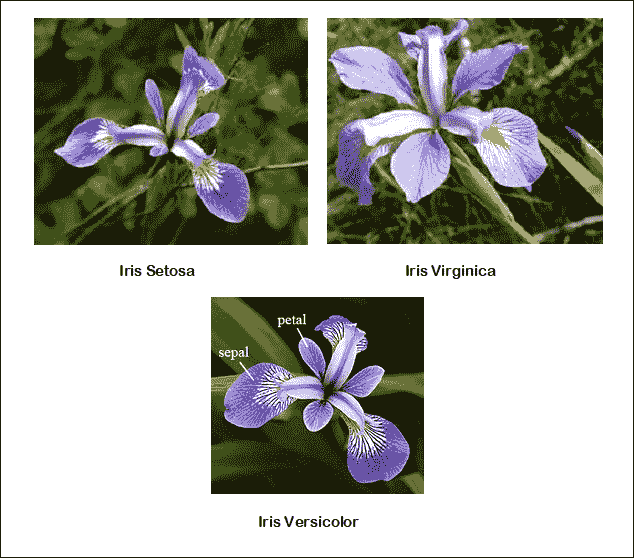 Iris Setosa
Iris Virginica
petal
sepal
Iris Versicolor